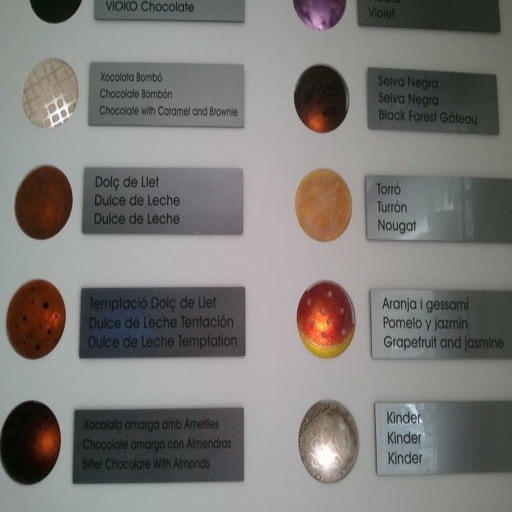 VIOKO Chocolate
Xocolata Bombó
Chocolate Bombón
Chocolate with Caramel and Brownie
Dolç de Llet
Dulce de Leche
Dulce de Leche
Temptació Dolç de Llet
Dulce de Leche Tentación
Dulce de Leche Temptation
Xocolata amarga amb Ametlles
Chocolate amargo con Almendras
Bitter Chocolate With Almonds
Violet
Selva Negra
Selva Negra
Black Forest Gâteau
Torró
Turrón
Nougat
Aranja i gessamí
Pomelo y jazmín
Grapefruit and jasmine
Kinder
Kinder
Kinder